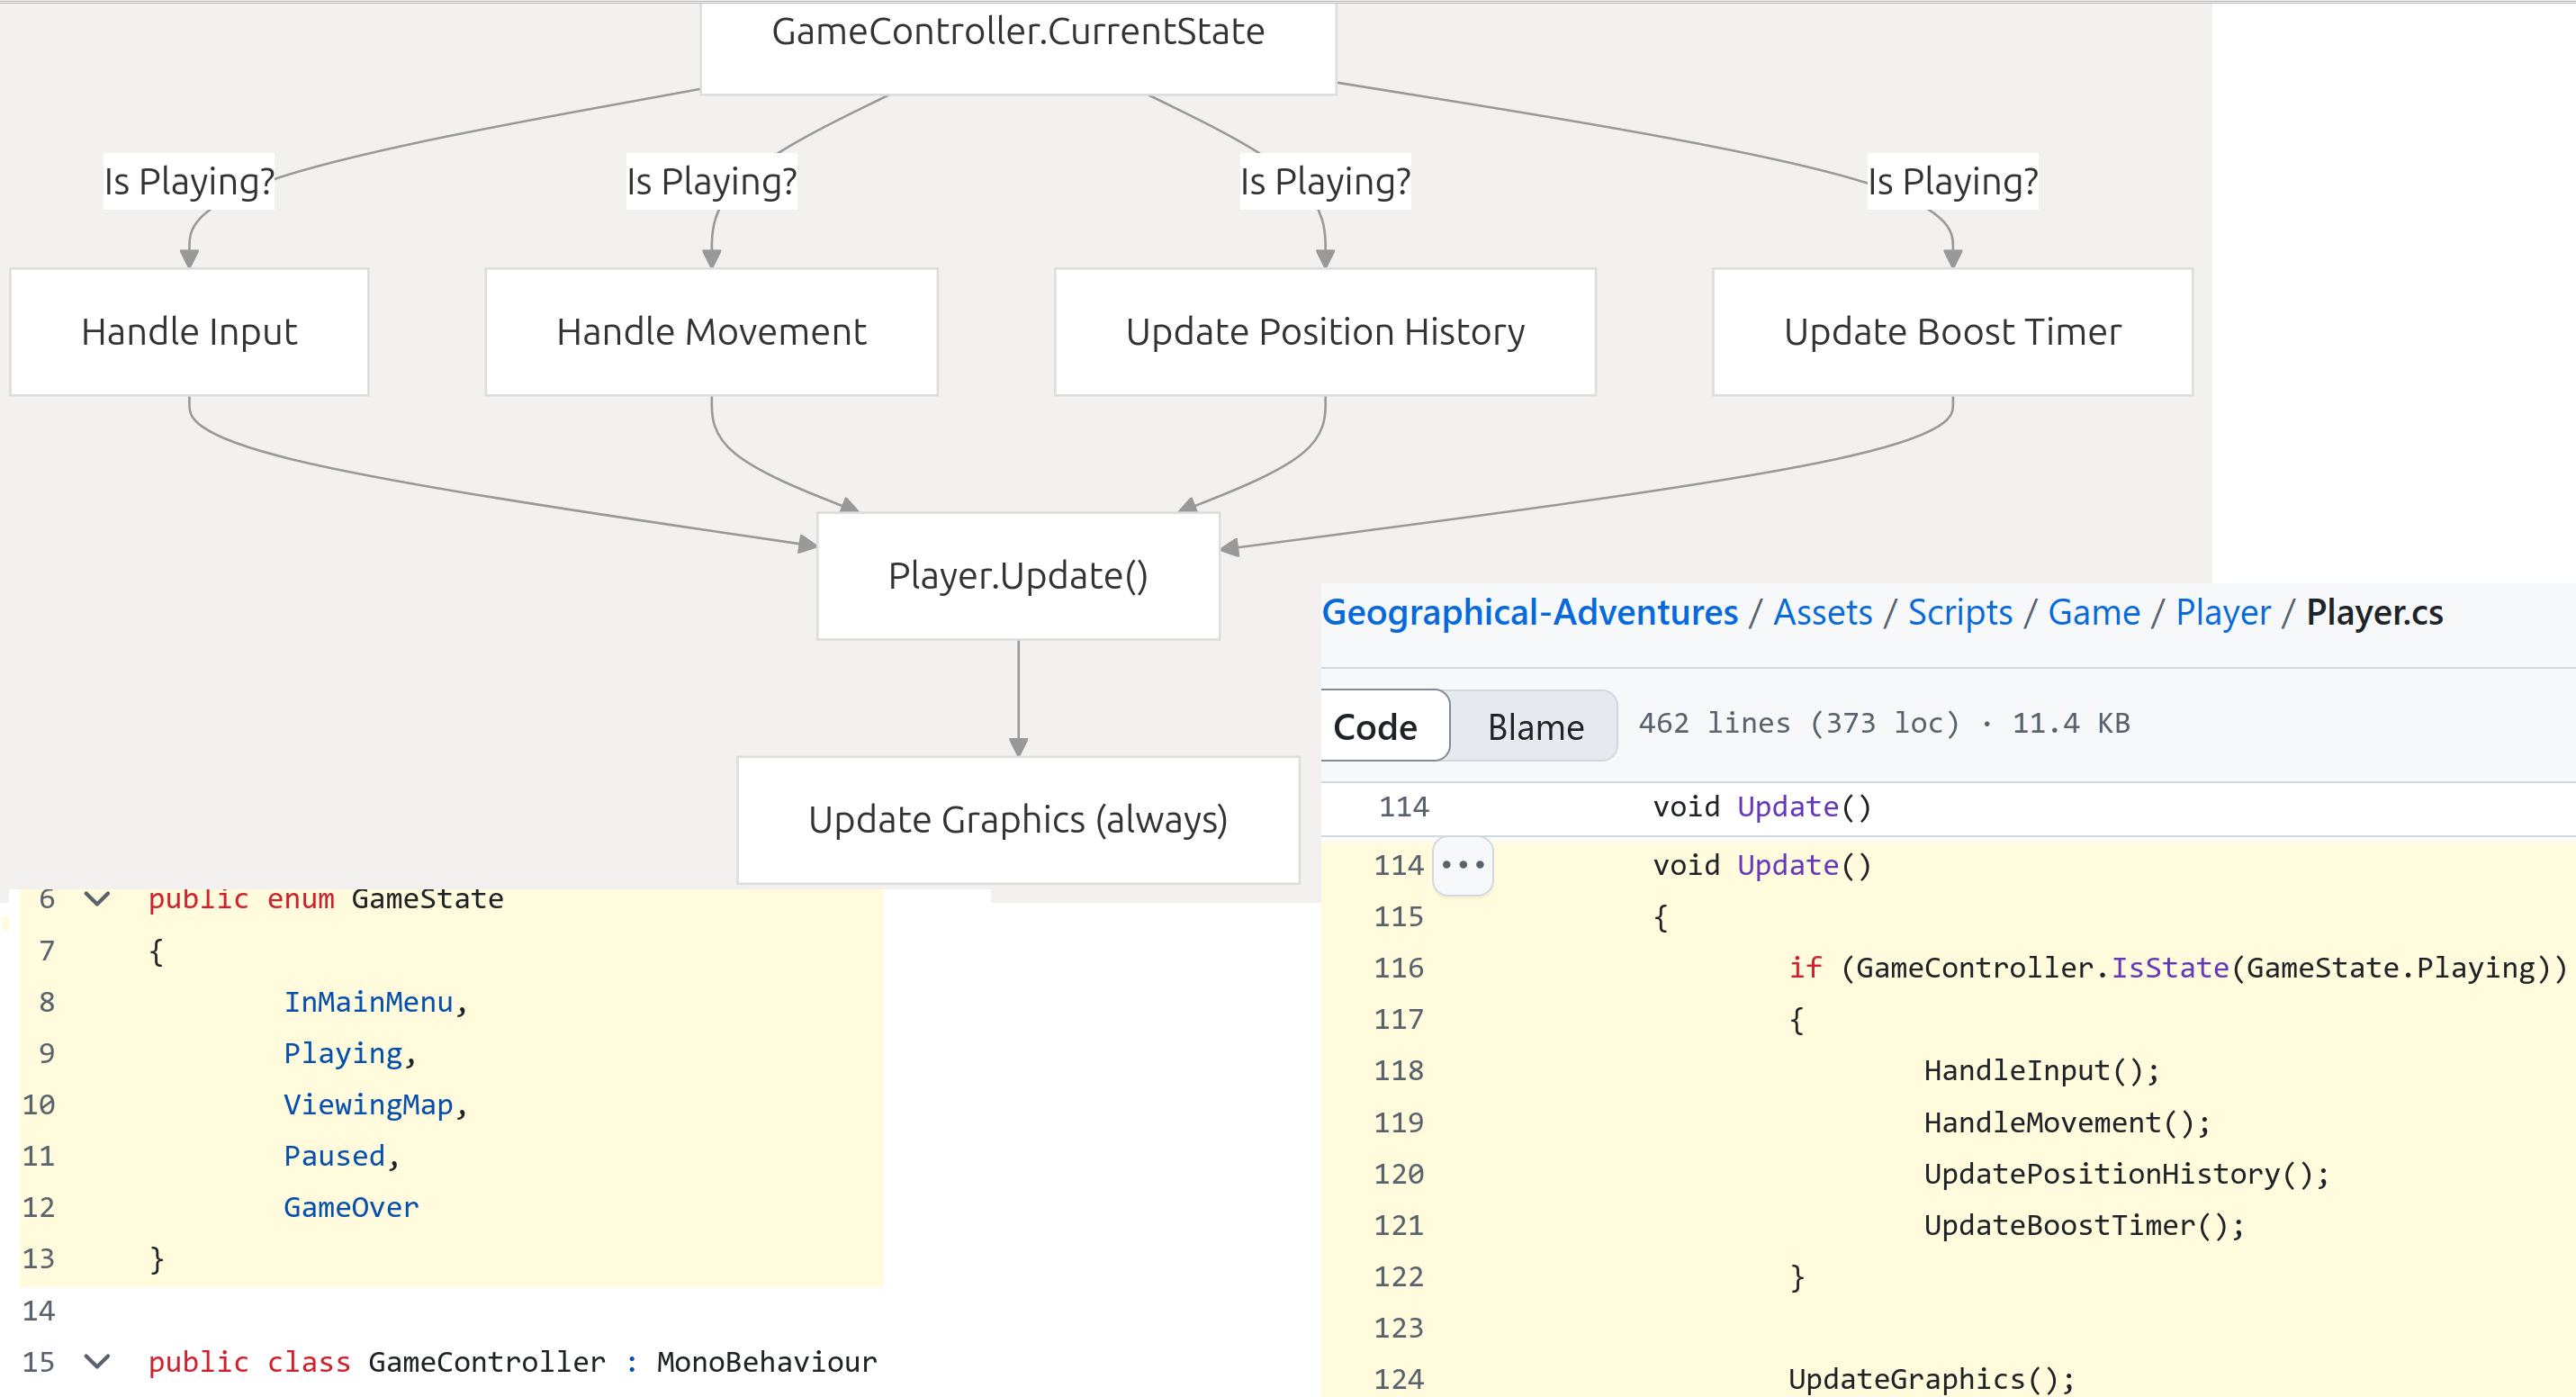 GameController.CurrentState
Is Playing? Is Playing? Is Playing? Is Playing?
Handle Input Handle Movement Update Position History Update Boost Timer
Player.Update()
Update Graphics (always)
6 public enum GameState
7 {
8 InMainMenu,
9 Playing,
10 ViewingMap,
11 Paused,
12 GameOver
13 }
14
15 public class GameController : MonoBehaviour
Geographical-Adventures / Assets / Scripts / Game / Player / Player.cs
Code Blame 462 lines (373 loc) · 11.4 KB
114 void Update()
114 ••• void Update()
115 {
116 if (GameController.IsState(GameState.Playing))
117 {
118 HandleInput();
119 HandleMovement();
120 UpdatePositionHistory();
121 UpdateBoostTimer();
122 }
123
124 UpdateGraphics();